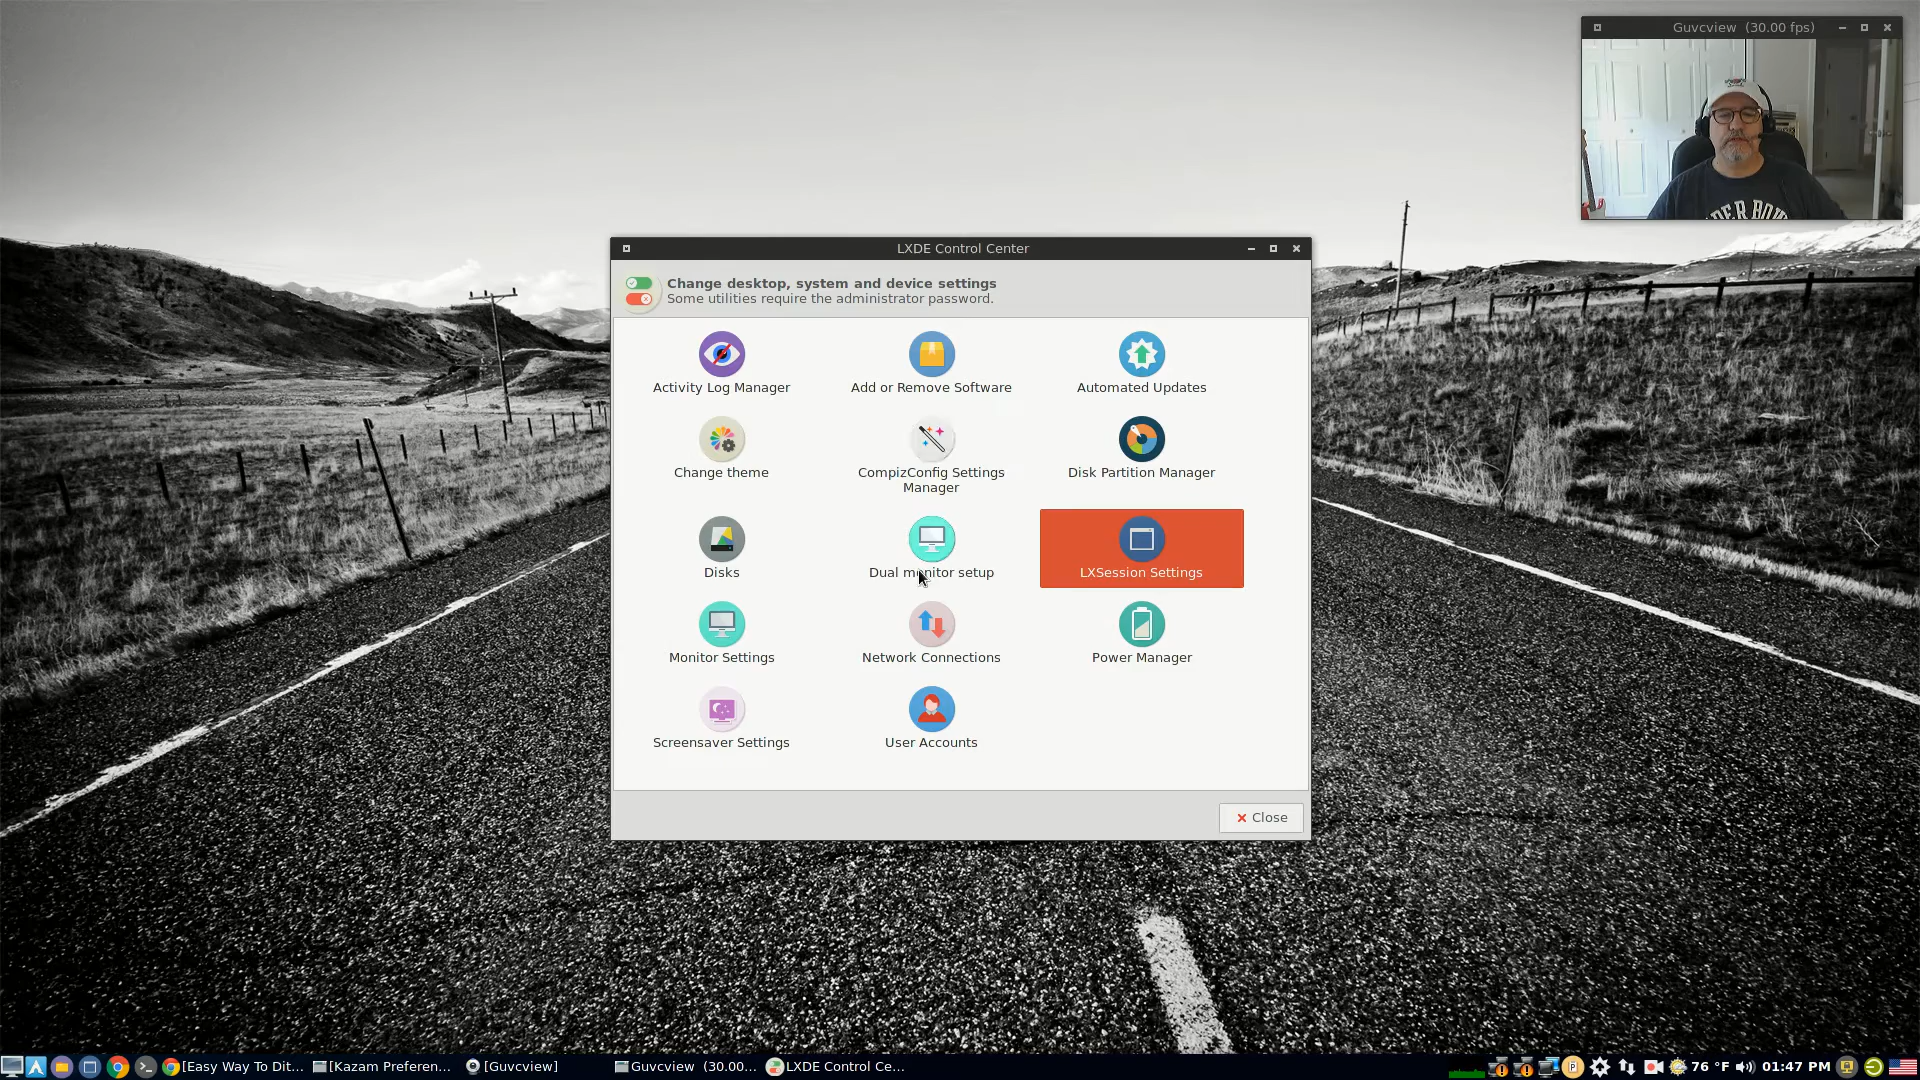 Guvcview (30.00 fps)
DER BOW
LXDE Control Center
Change desktop, system and device settings
Some utilities require the administrator password.
Activity Log Manager
Add or Remove Software
Automated Updates
Change theme
CompizConfig Settings
Manager
Disk Partition Manager
Disks
Dual monitor setup
LXSession Settings
Monitor Settings
Network Connections
Power Manager
Screensaver Settings
User Accounts
Close
[Easy Way To Dit...
[Kazam Preferen...
[Guvcview]
Guvcview (30.00...
LXDE Control Ce...
P
76 °F
01:47 PM